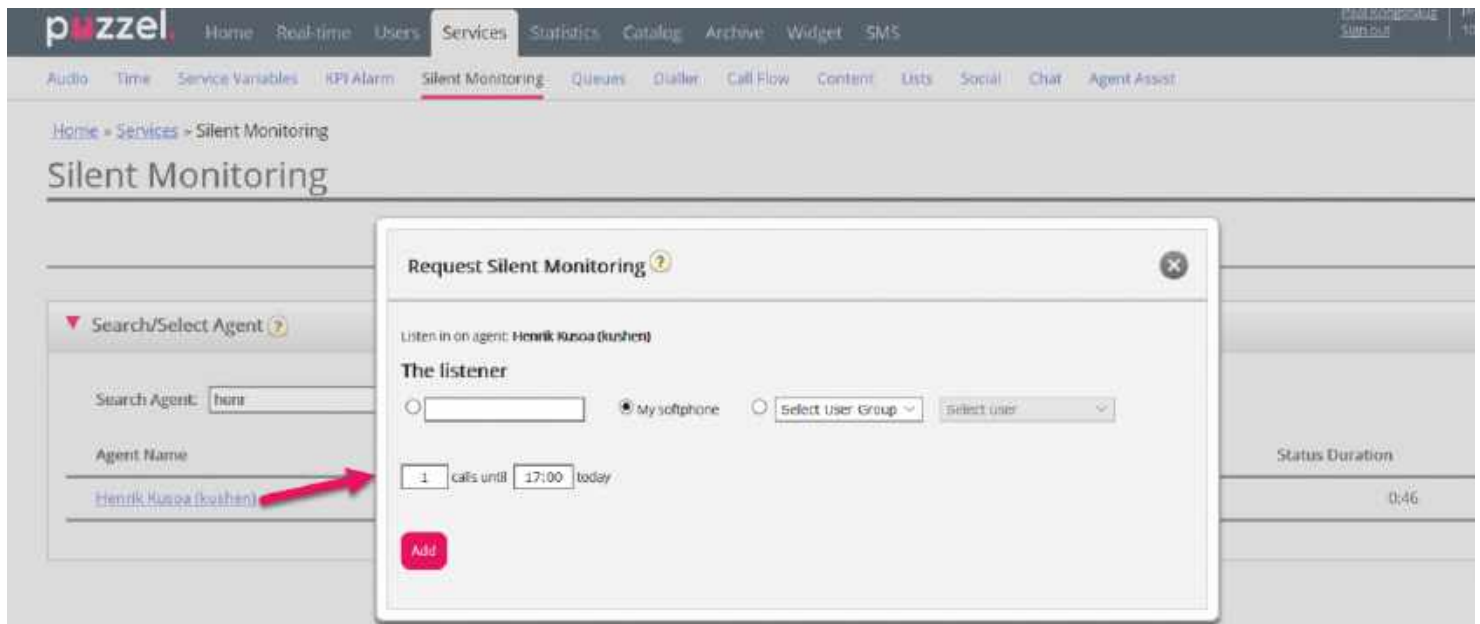 puzzel.
Home Real-time Users Services Statistics Catalog Archive Widget SMS
Sign out
Audio Time Service Variables KPI Alarm Silent Monitoring Queues Dialler Call Flow Content Lists Social Chat Agent Assist
Home » Services » Silent Monitoring
Silent Monitoring
Request Silent Monitoring ?
Search/Select Agent ?
Listen in on agent: Henrik Kusoa (kushen)
The listener
Search Agent: henr
My softphone Select User Group Select user
Agent Name Status Duration
1 calls until 17:00 today
Henrik Kusoa (kushen) 0:46
Add